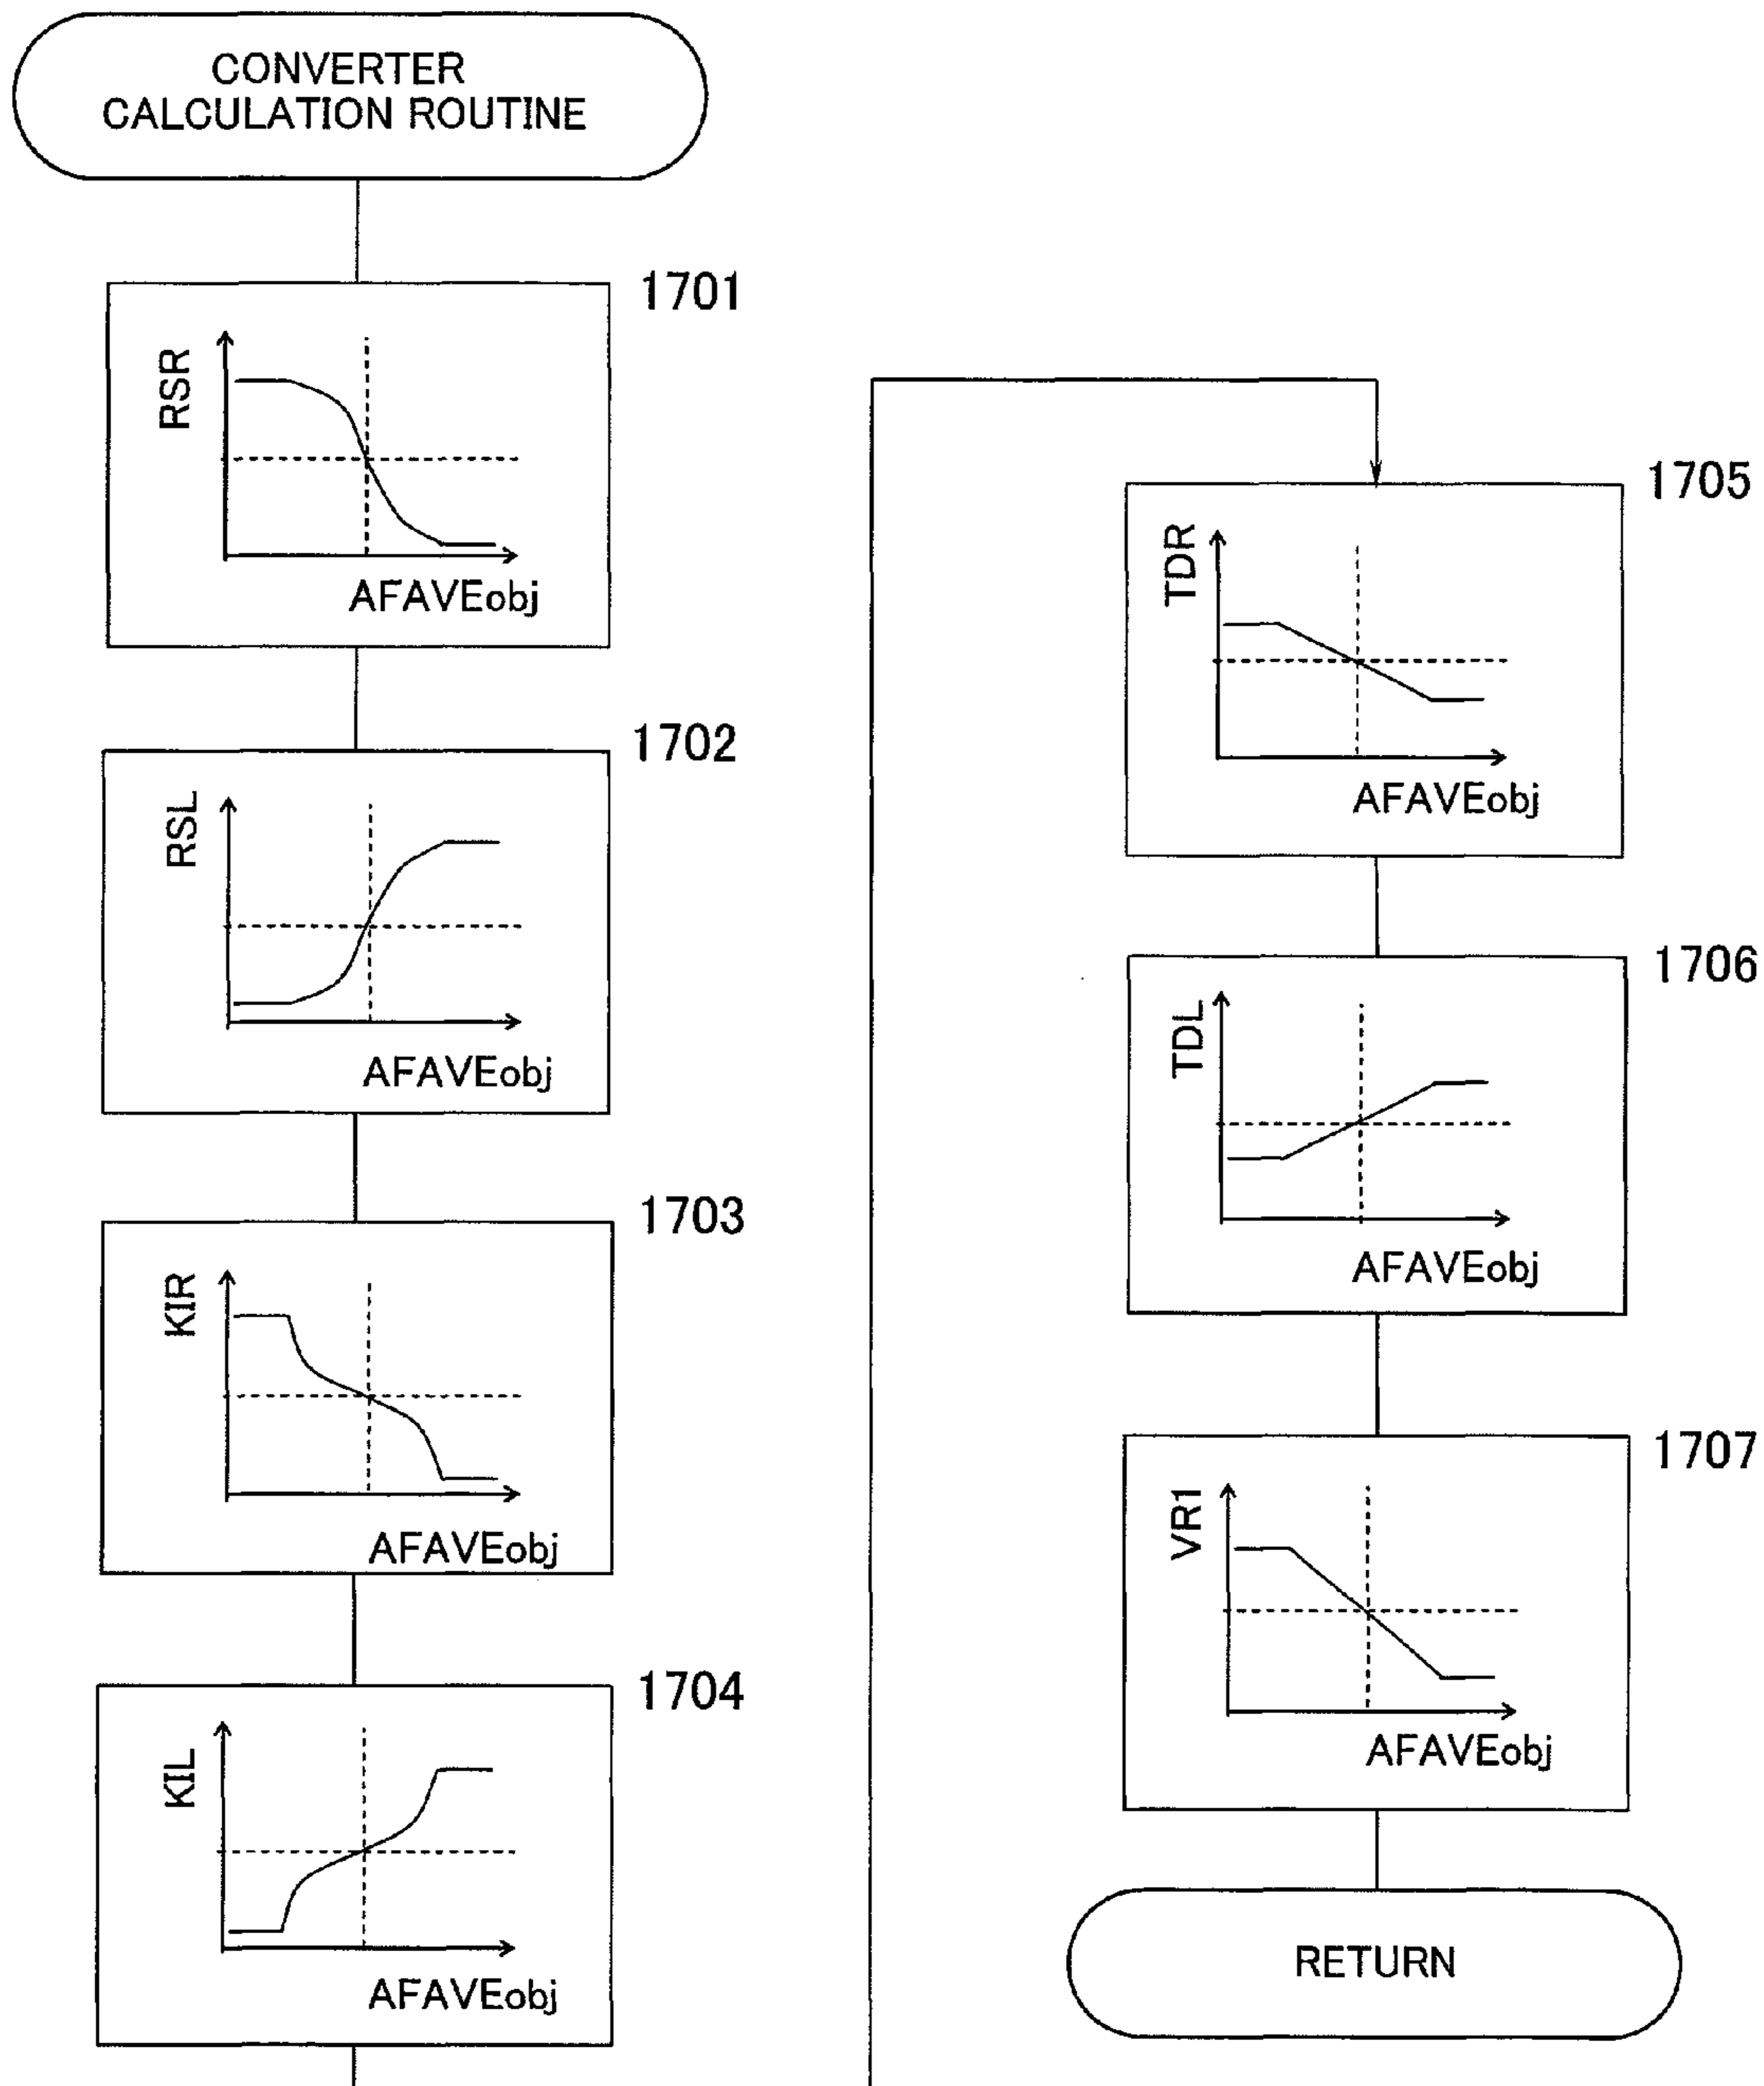 CONVERTER
CALCULATION ROUTINE
1701
RSR
AFAVEobj
1702
RSL
AFAVEobj
1703
KIR
AFAVEobj
1704
KIL
AFAVEobj
1705
TDR
AFAVEobj
1706
TDL
AFAVEobj
1707
VR1
AFAVEobj
RETURN